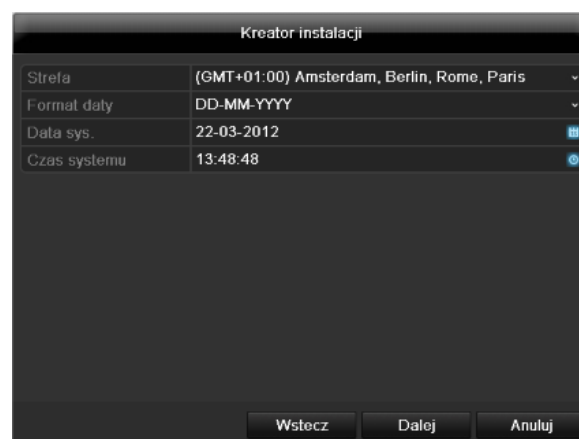 Kreator instalacji
Strefa (GMT+01:00) Amsterdam, Berlin, Rome, Paris
Format daty DD-MM-YYYY
Data sys. 22-03-2012
Czas systemu 13:48:48
Wstecz Dalej Anuluj